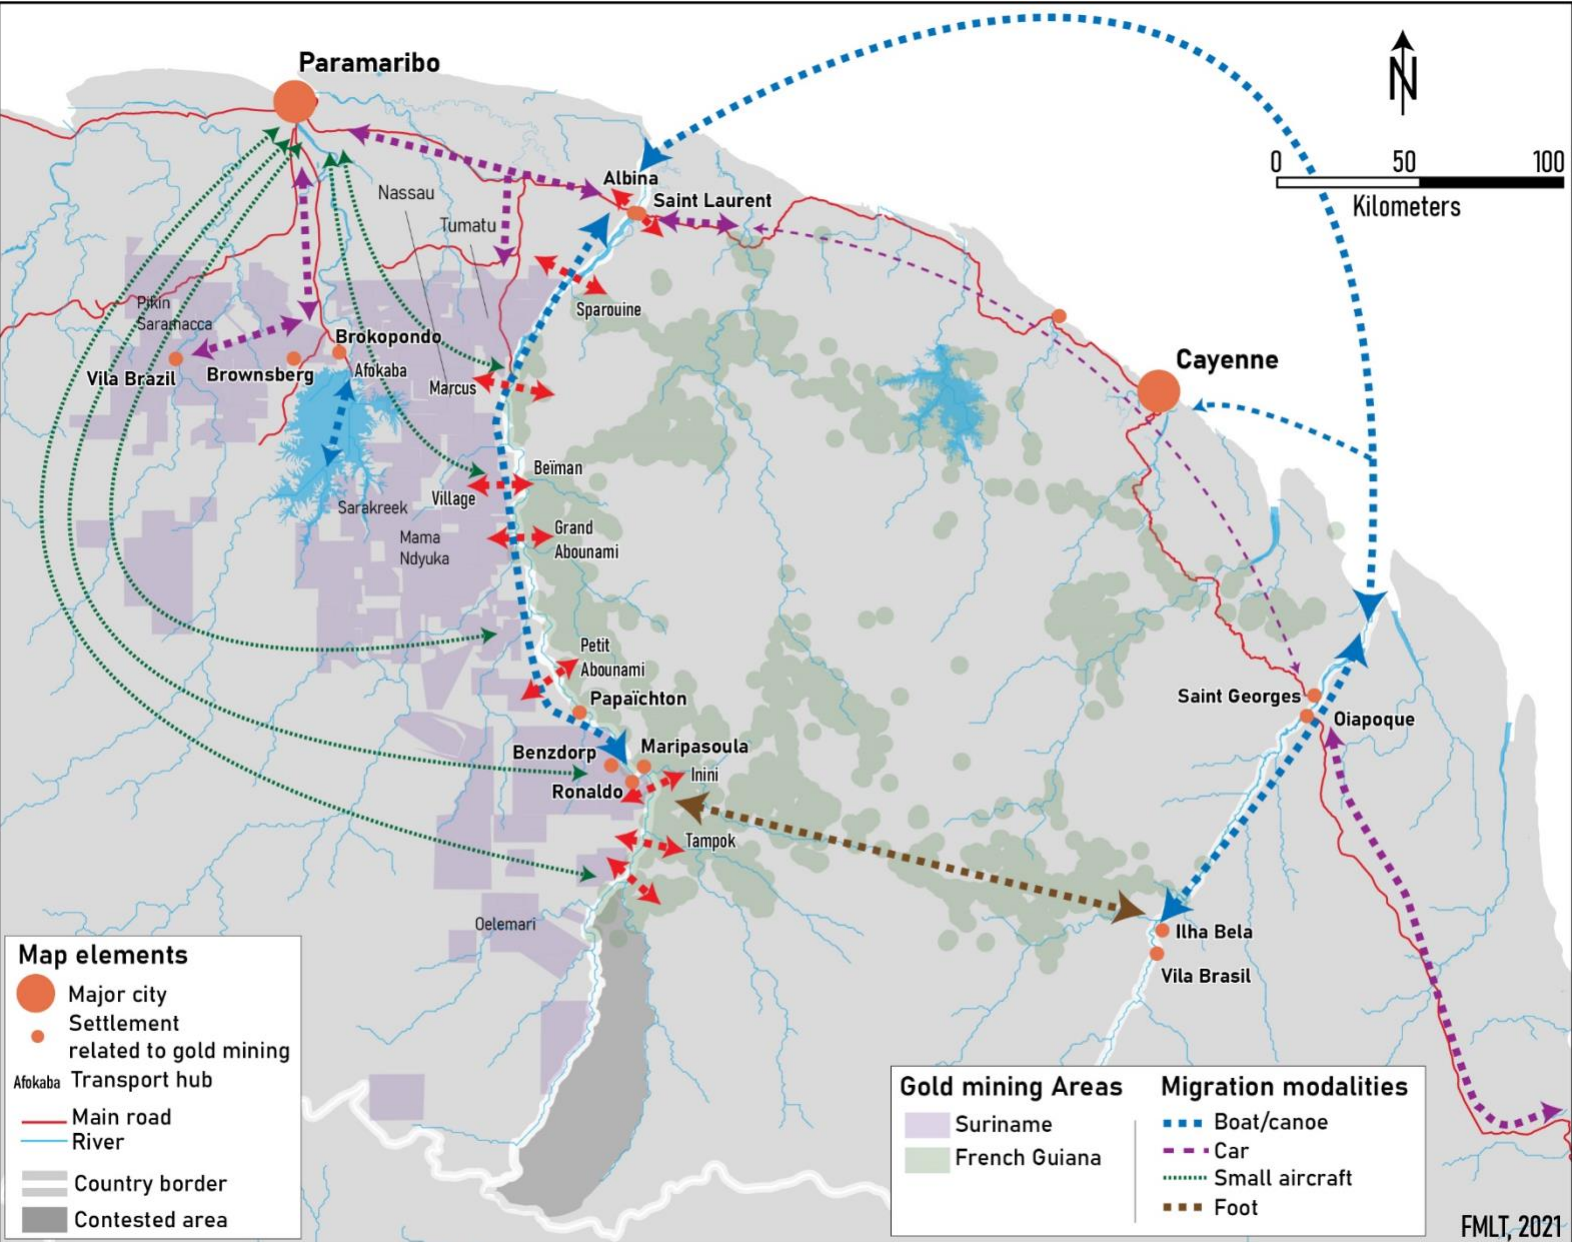 Paramaribo
N
0 50 100
Kilometers
Albina
Saint Laurent
Nassau
Tumatu
Sparouine
Pikin
Saramacca
Brokopondo
Vila Brazil
Brownsberg
Afokaba
Marcus
Cayenne
Beïman
Village
Sarakreek
Mama
Ndyuka
Grand
Abounami
Petit
Abounami
Papaïchton
Saint Georges
Oiapoque
Benzdorp
Maripasoula
Inini
Ronaldo
Tampok
Oelemari
Ilha Bela
Vila Brasil
Map elements
Major city
Settlement
related to gold mining
Afokaba Transport hub
Main road
River
Country border
Contested area
Gold mining Areas
Suriname
French Guiana
Migration modalities
Boat/canoe
Car
Small aircraft
Foot
FMLT, 2021